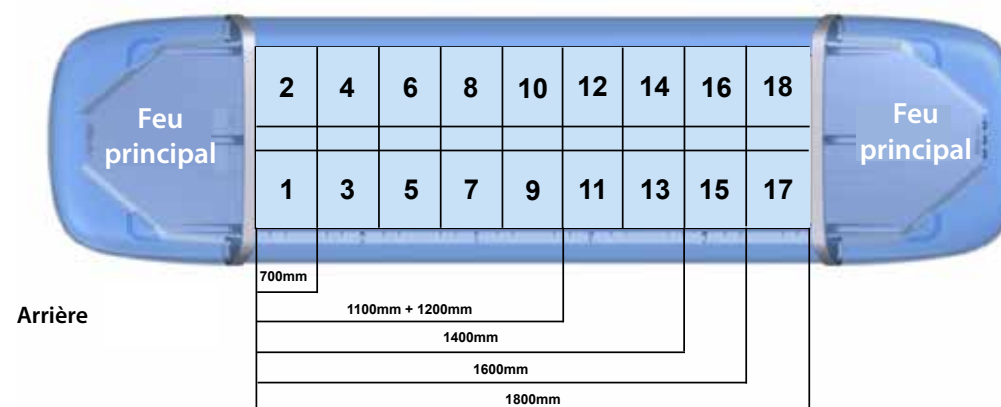 2 4 6 8 10 12 14 16 18
Feu
principal
Feu
principal
1 3 5 7 9 11 13 15 17
700mm
Arrière
1100mm + 1200mm
1400mm
1600mm
1800mm